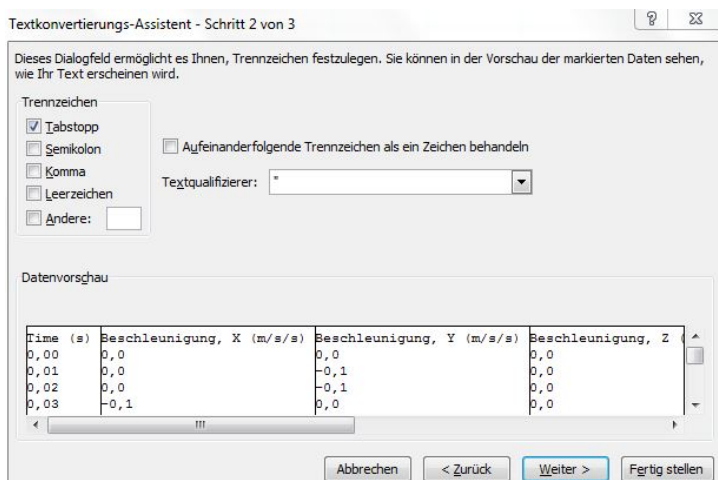 Textkonvertierungs-Assistent - Schritt 2 von 3
Dieses Dialogfeld ermöglicht es Ihnen, Trennzeichen festzulegen. Sie können in der Vorschau der markierten Daten sehen,
wie Ihr Text erscheinen wird.
Trennzeichen
Tabstopp
Semikolon
Komma
Leerzeichen
Andere:
Aufeinanderfolgende Trennzeichen als ein Zeichen behandeln
Textqualifizierer: "
Datenvorschau
Time (s) Beschleunigung, X (m/s/s) Beschleunigung, Y (m/s/s) Beschleunigung, Z (
0,00 0,0 0,0 0,0
0,01 0,0 -0,1 0,0
0,02 0,0 -0,1 0,0
0,03 -0,1 0,0 0,0
Abbrechen < Zurück Weiter > Fertig stellen